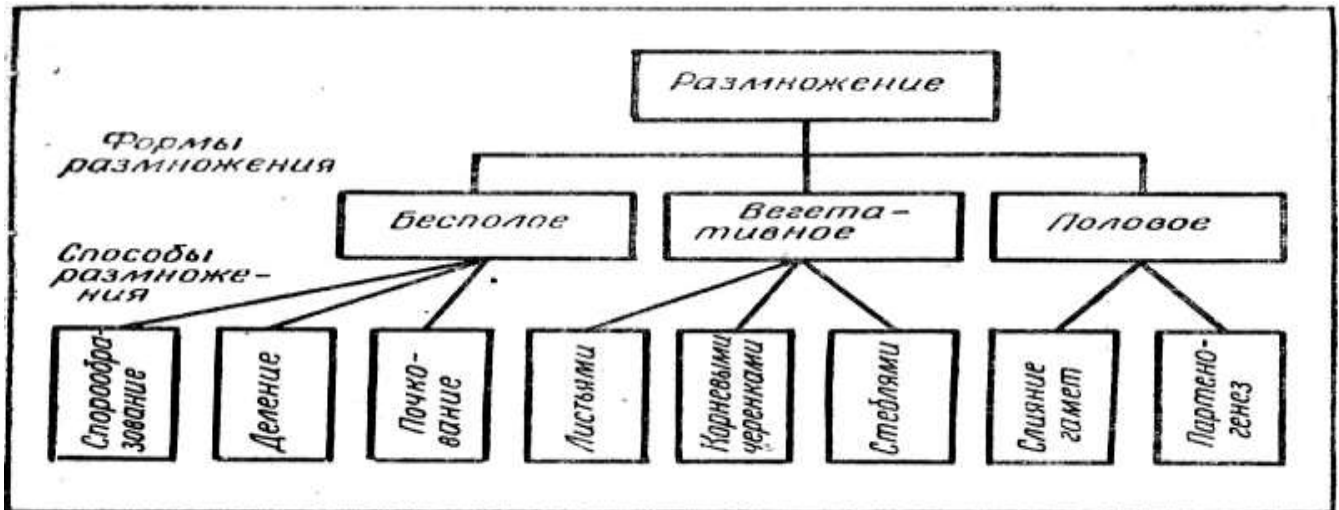 Размножение
Формы
размножения
Бесполое
Вегета-
тивное
Половое
Способы
размноже-
ния
Спорообра-
зование
Деление
Почко-
вание
Листьями
Корневыми
черенками
Стеблями
Слияние
гамет
Партено-
генез